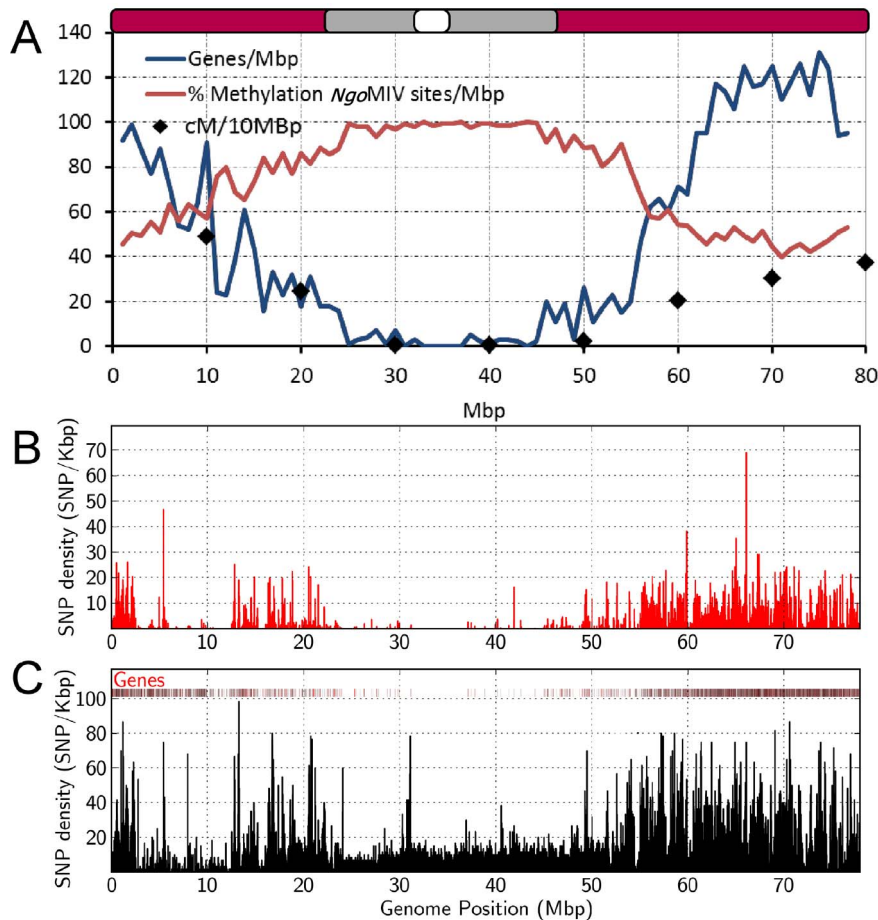 A
Genes/Mbp
% Methylation NgoMIV sites/Mbp
cM/10MBp
140
120
100
80
60
40
20
0
0 10 20 30 40 50 60 70 80
Mbp
B
SNP density (SNP/Kbp)
70
60
50
40
30
20
10
0 10 20 30 40 50 60 70
C
Genes
SNP density (SNP/Kbp)
100
80
60
40
20
0 10 20 30 40 50 60 70
Genome Position (Mbp)